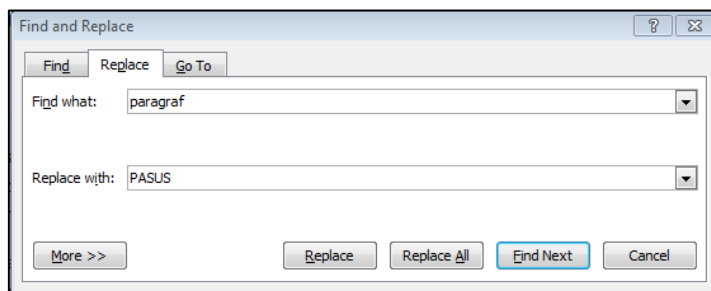 Find and Replace
Find Replace Go To
Find what: paragraf
Replace with: PASUS
More >> Replace Replace All Find Next Cancel